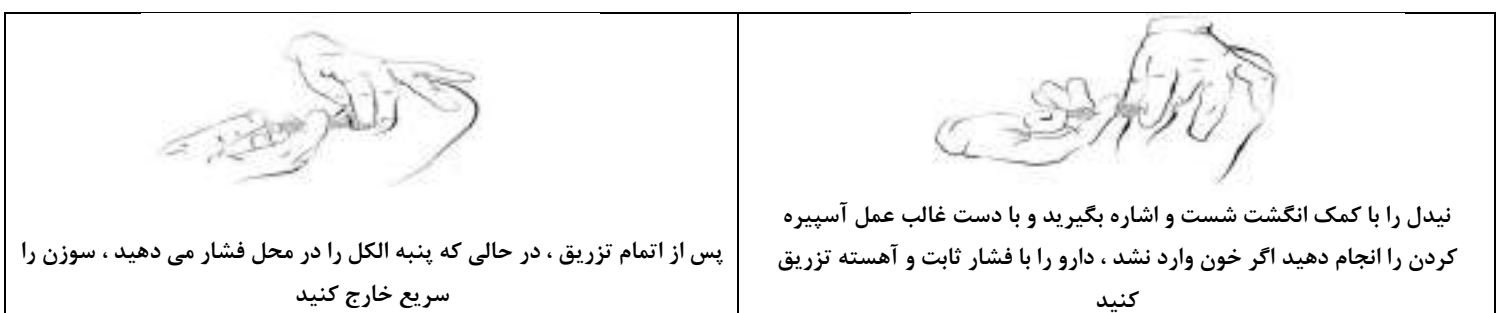 نیدل را با کمک انگشت شست و اشاره بگیرید و با دست غالب عمل آسپیره
کردن را انجام دهید اگر خون وارد نشد ، دارو را با فشار ثابت و آهسته تزریق
کنید
پس از اتمام تزریق ، در حالی که پنبه الکل را در محل فشار می دهید ، سوزن را
سریع خارج کنید